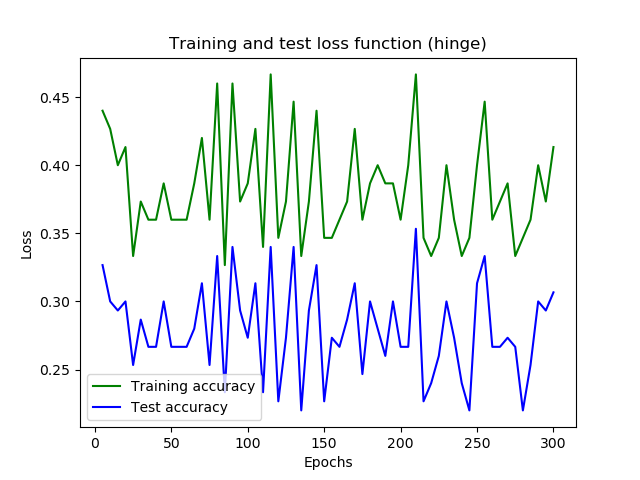 Training and test loss function (hinge)
Loss
0.45
0.40
0.35
0.30
0.25
Training accuracy
Test accuracy
0 50 100 150 200 250 300
Epochs